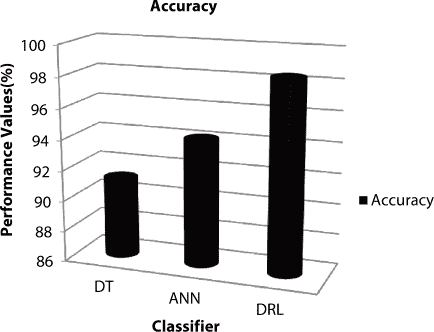 Accuracy
Performance Values(%)
100
98
96
94
92
90
88
86
DT
ANN
DRL
Classifier
Accuracy